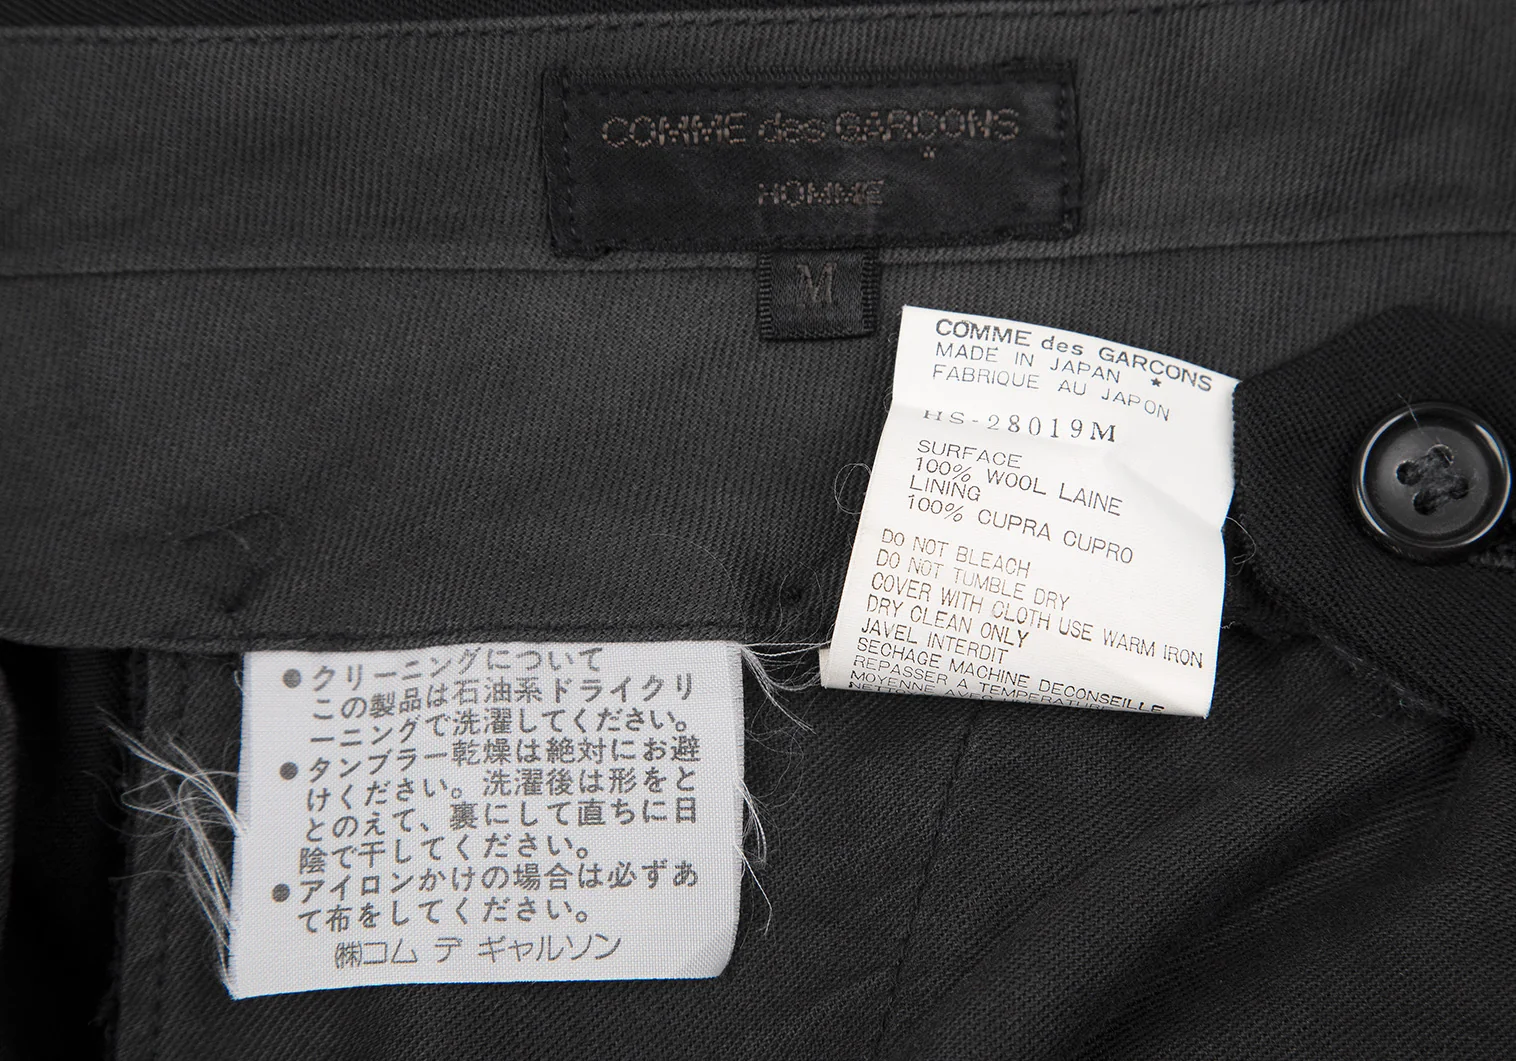 COMME des GARÇONS
HOMME
M
COMME des GARCONS
MADE IN JAPAN ★
FABRIQUE AU JAPON
HS-28019M
SURFACE
100% WOOL LAINE
LINING
100% CUPRA CUPRO
DO NOT BLEACH
DO NOT TUMBLE DRY
COVER WITH CLOTH USE WARM IRON
DRY CLEAN ONLY
JAVEL INTERDIT
SECHAGE MACHINE DECONSEILLE
REPASSER A TEMPERATURE
MOYENNE AVEC
●クリーニングについて
この製品は石油系ドライクリ
ーニングで洗濯してください。
●タンブラー乾燥は絶対にお避
けください。洗濯後は形をと
とのえて、裏にして直ちに日
陰で干してください。
●アイロンかけの場合は必ずあ
て布をしてください。
㈱コム デ ギャルソン